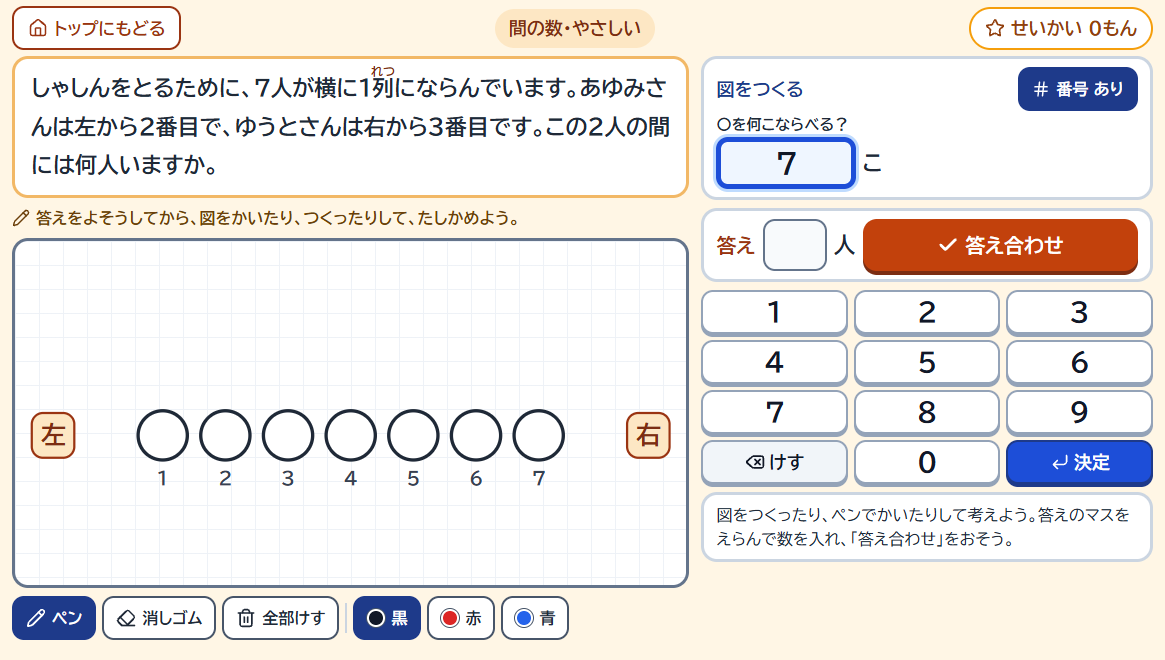 トップにもどる
間の数・やさしい
せいかい 0もん
しゃしんをとるために、7人が横に1列にならんでいます。あゆみさ
れつ
んは左から2番目で、ゆうとさんは右から3番目です。この2人の間
には何人いますか。
答えをよそうしてから、図をかいたり、つくったりして、たしかめよう。
左
右
1 2 3 4 5 6 7
ペン
消しゴム
全部けす
黒
赤
青
図をつくる
# 番号 あり
〇を何こならべる?
7 こ
答え 人
答え合わせ
1 2 3
4 5 6
7 8 9
けす 0 決定
図をつくったり、ペンでかいたりして考えよう。答えのマスを
えらんで数を入れ、「答え合わせ」をおそう。